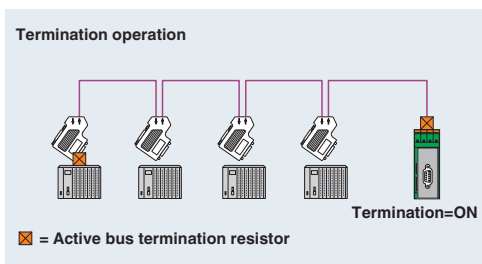 Termination operation
Termination=ON
= Active bus termination resistor